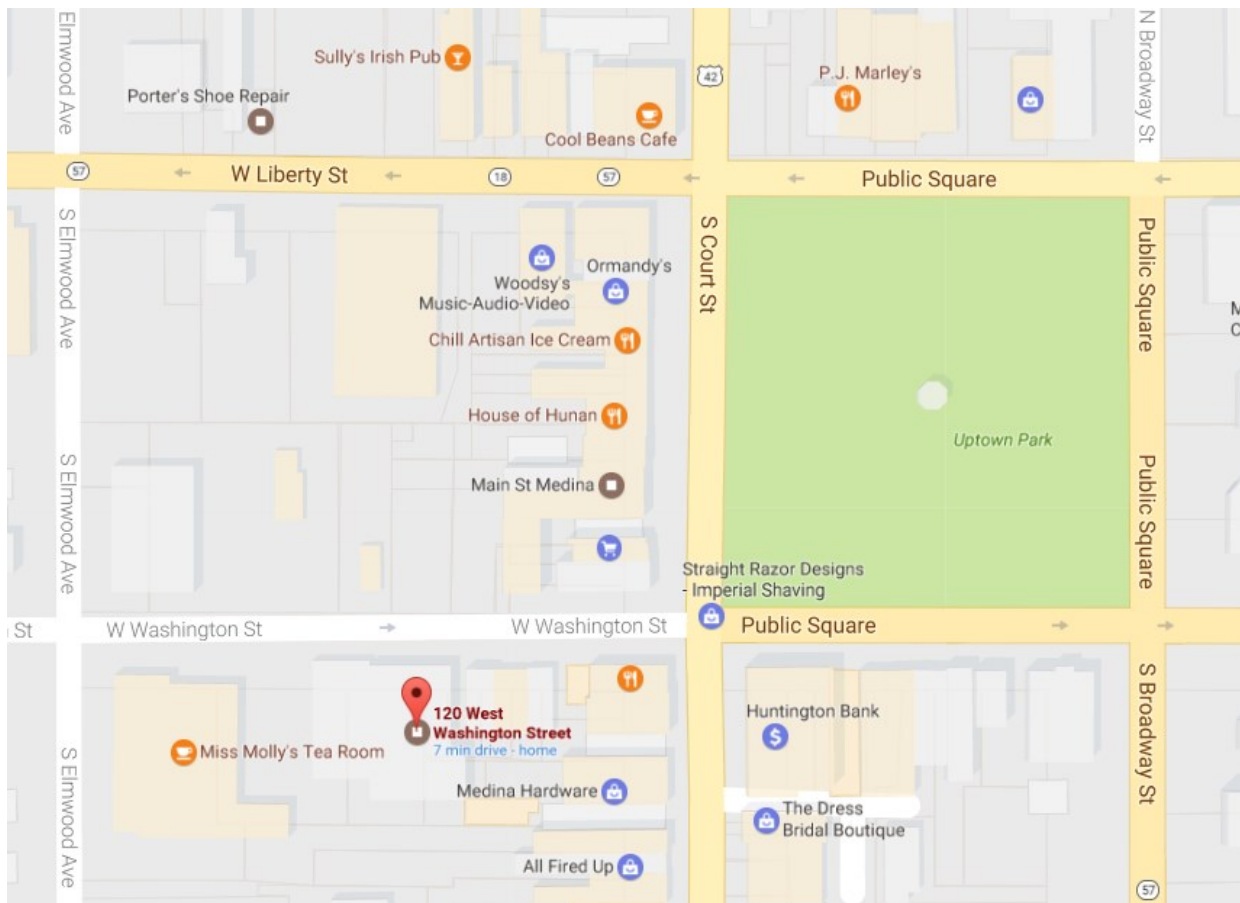 Elmwood Ave
Sully's Irish Pub
42
P.J. Marley's
N Broadway St
Porter's Shoe Repair
Cool Beans Cafe
57
W Liberty St
18
57
Public Square
S Elmwood Ave
S Court St
Public Square
Woodsy's
Music-Audio-Video
Ormandy's
M
C
Chill Artisan Ice Cream
House of Hunan
Uptown Park
S Elmwood Ave
Main St Medina
Public Square
Straight Razor Designs
- Imperial Shaving
St
W Washington St
W Washington St
Public Square
120 West
Washington Street
7 min drive - home
Huntington Bank
S Broadway St
Miss Molly's Tea Room
S Elmwood Ave
Medina Hardware
The Dress
Bridal Boutique
All Fired Up
57